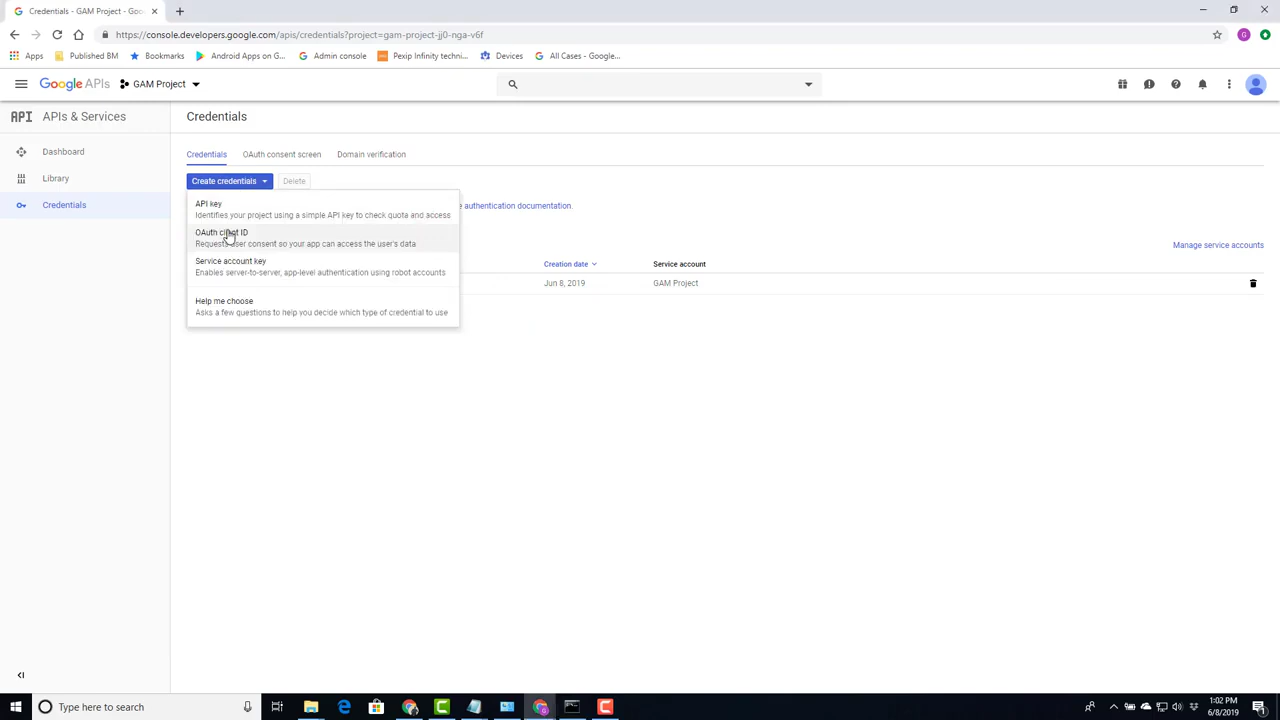 Credentials - GAM Project - Goo
https://console.developers.google.com/apis/credentials?project=gam-project-jj0-nga-v6f
G
Apps
Published BM
Bookmarks
Android Apps on G...
Admin console
Pexip Infinity techni...
Devices
All Cases - Google...
Google APIs
GAM Project
API
APIs & Services
Credentials
Dashboard
Library
Credentials
Credentials
OAuth consent screen
Domain verification
Create credentials
Delete
API key
Identifies your project using a simple API key to check quota and access
authentication documentation.
OAuth client ID
Requests user consent so your app can access the user's data
Manage service accounts
Service account key
Enables server-to-server, app-level authentication using robot accounts
Creation date
Service account
Jun 8, 2019
GAM Project
Help me choose
Asks a few questions to help you decide which type of credential to use
Type here to search
1:02 PM
6/8/2019